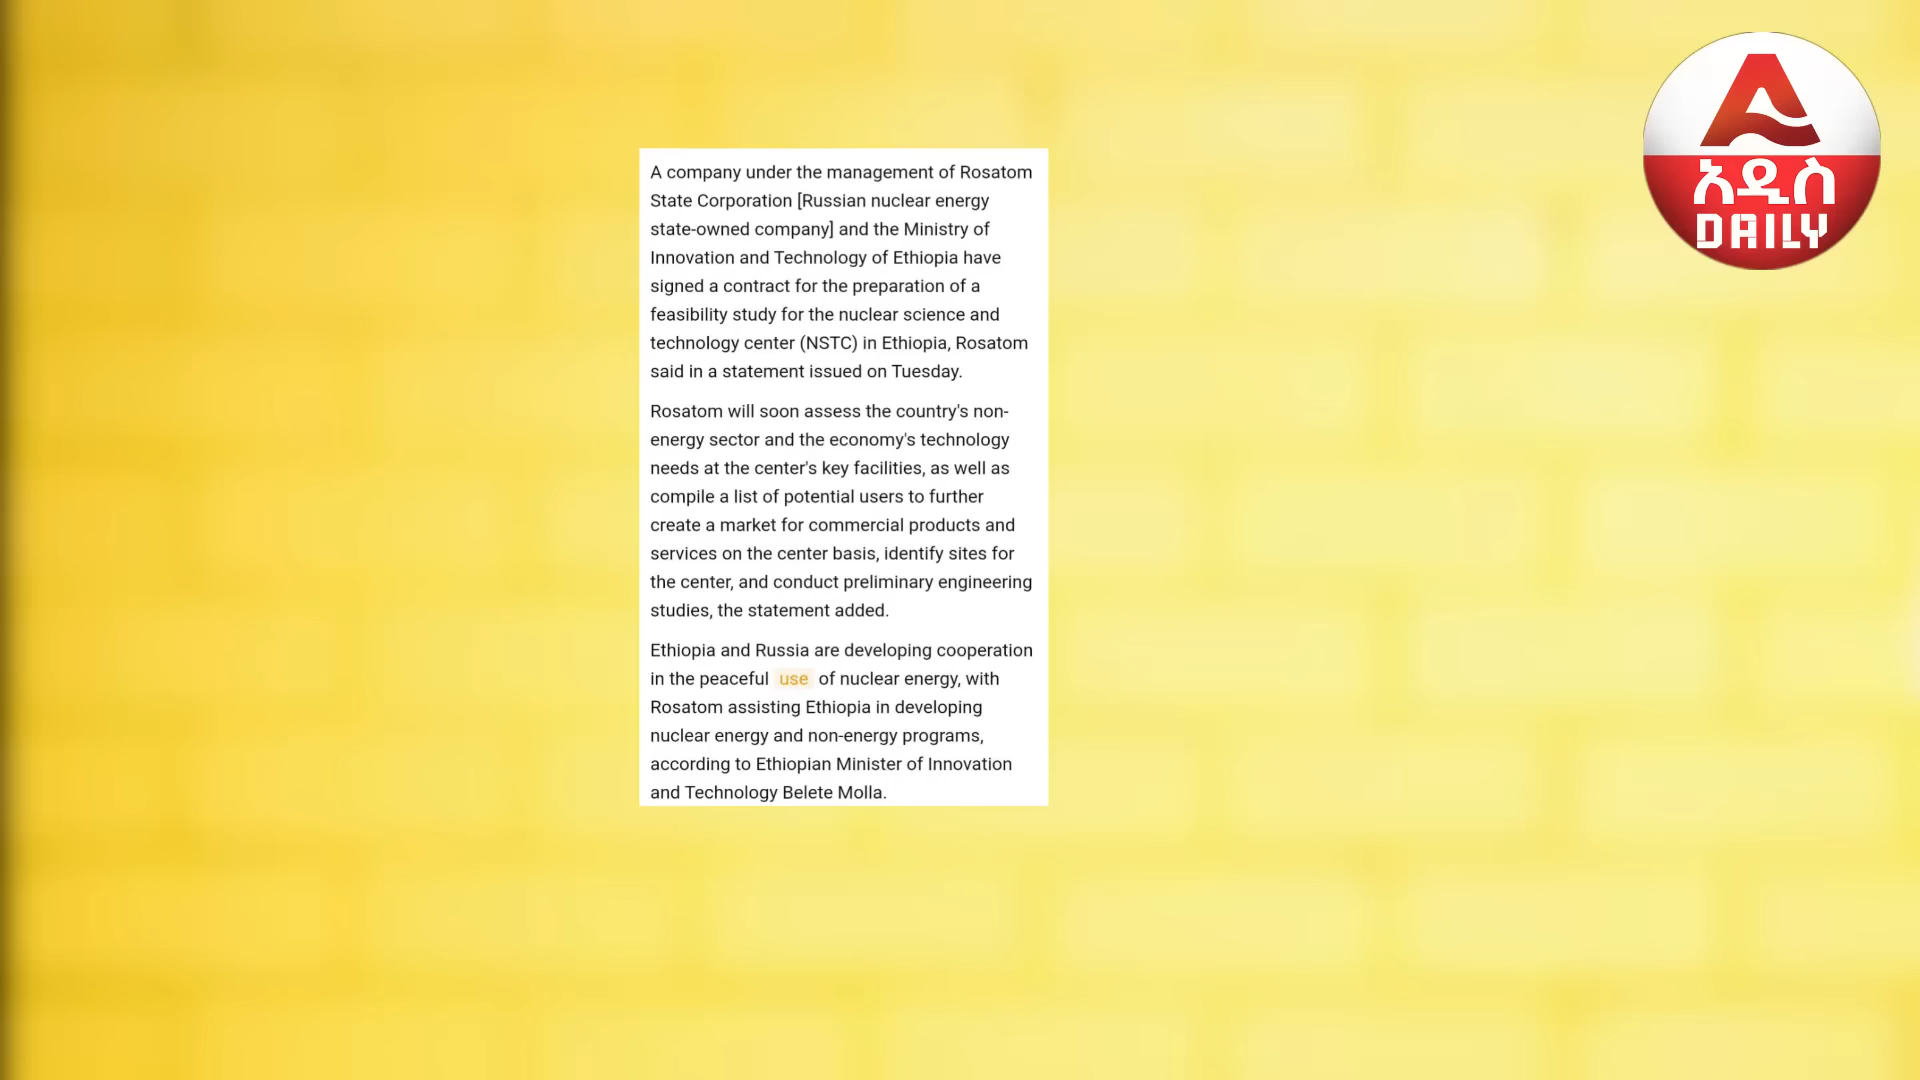 A company under the management of Rosatom
State Corporation [Russian nuclear energy
state-owned company] and the Ministry of
Innovation and Technology of Ethiopia have
signed a contract for the preparation of a
feasibility study for the nuclear science and
technology center (NSTC) in Ethiopia, Rosatom
said in a statement issued on Tuesday.
Rosatom will soon assess the country's non-
energy sector and the economy's technology
needs at the center's key facilities, as well as
compile a list of potential users to further
create a market for commercial products and
services on the center basis, identify sites for
the center, and conduct preliminary engineering
studies, the statement added.
Ethiopia and Russia are developing cooperation
in the peaceful use of nuclear energy, with
Rosatom assisting Ethiopia in developing
nuclear energy and non-energy programs,
according to Ethiopian Minister of Innovation
and Technology Belete Molla.
አዲስ
DAILY